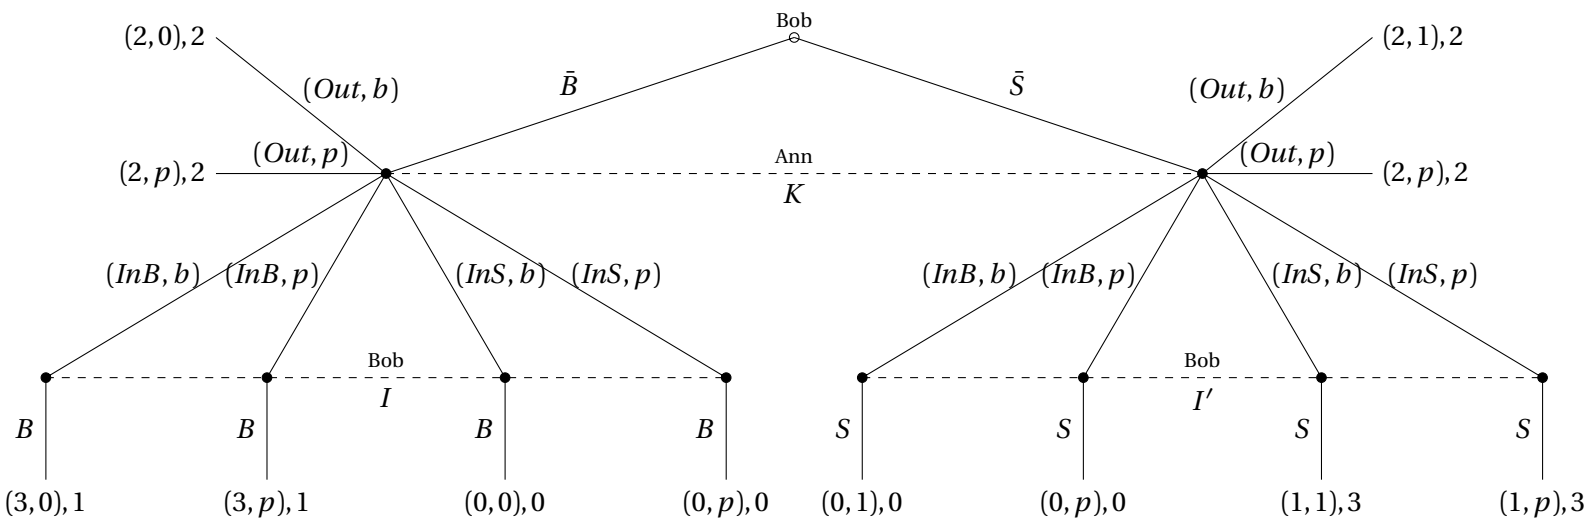 Bob
(2, 0), 2
(2, 1), 2
B̄
S̄
(Out, b)
(Out, b)
(Out, p)
Ann
(Out, p)
(2, p), 2
K
(2, p), 2
(InB, b) (InB, p) (InS, b) (InS, p) (InB, b) (InB, p) (InS, b) (InS, p)
Bob
Bob
I
I′
B B B B S S S S
(3, 0), 1 (3, p), 1 (0, 0), 0 (0, p), 0 (0, 1), 0 (0, p), 0 (1, 1), 3 (1, p), 3